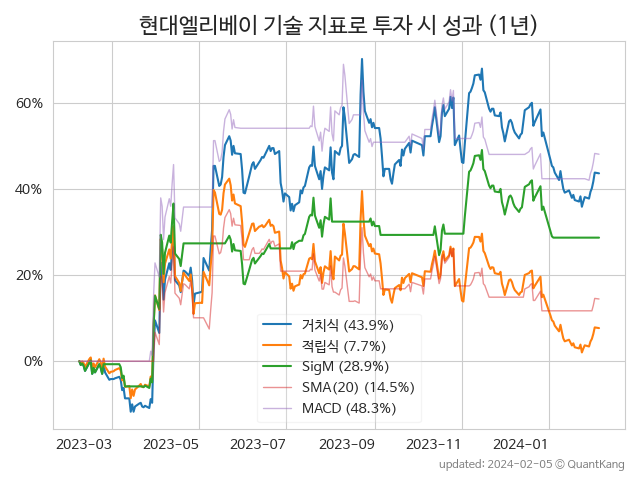 현대엘리베이 기술 지표로 투자 시 성과 (1년)
60%
40%
20%
0%
거치식 (43.9%)
적립식 (7.7%)
SigM (28.9%)
SMA(20) (14.5%)
MACD (48.3%)
2023-03 2023-05 2023-07 2023-09 2023-11 2024-01
updated: 2024-02-05 © QuantKang